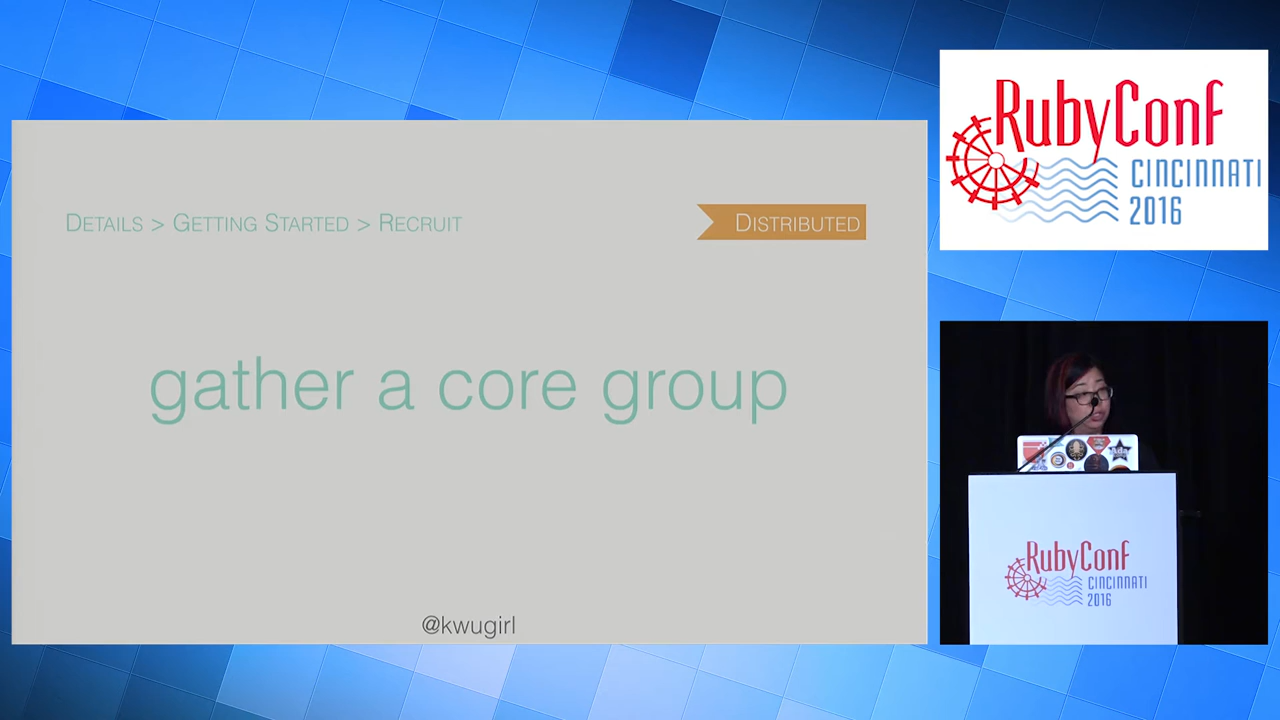 DETAILS > GETTING STARTED > RECRUIT
DISTRIBUTED
gather a core group
@kwugirl
RubyConf
CINCINNATI
2016
RubyConf
CINCINNATI
2016